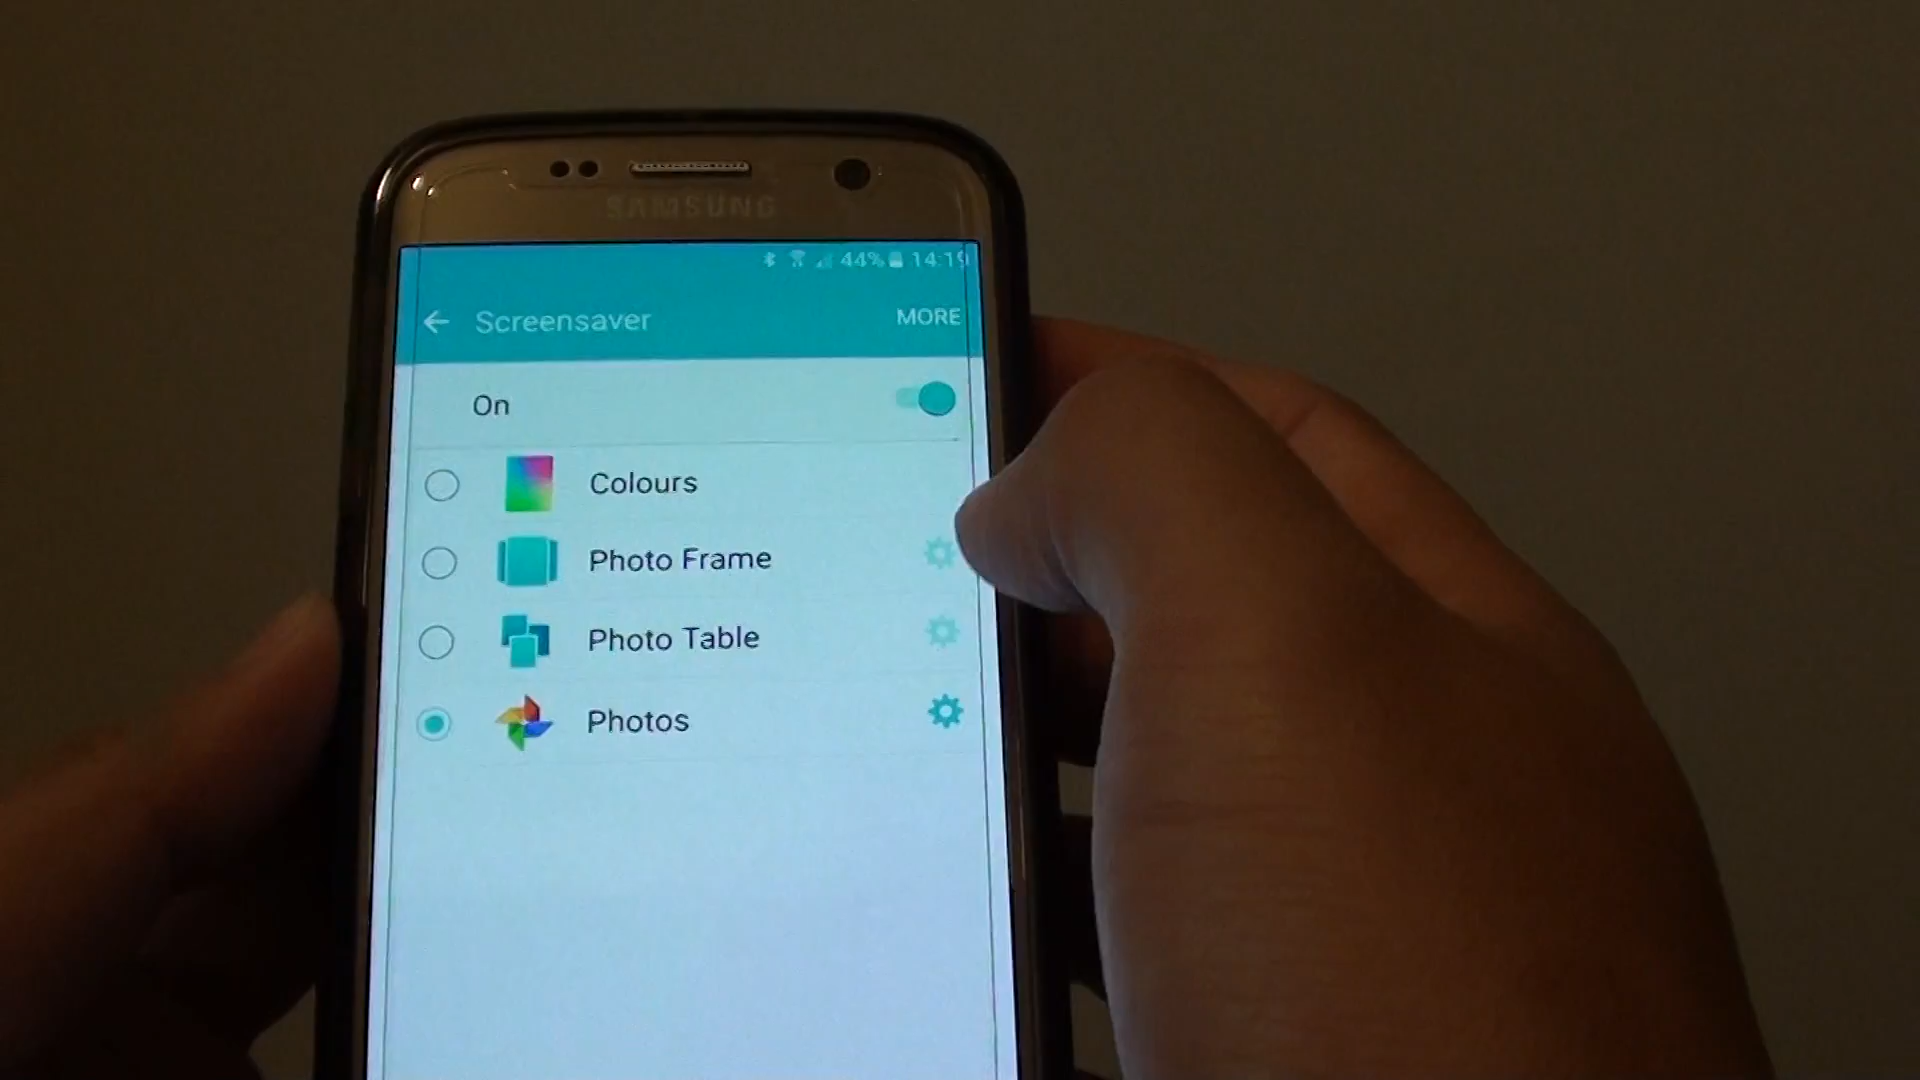 SAMSUNG
44% 14:19
Screensaver MORE
On
Colours
Photo Frame
Photo Table
Photos